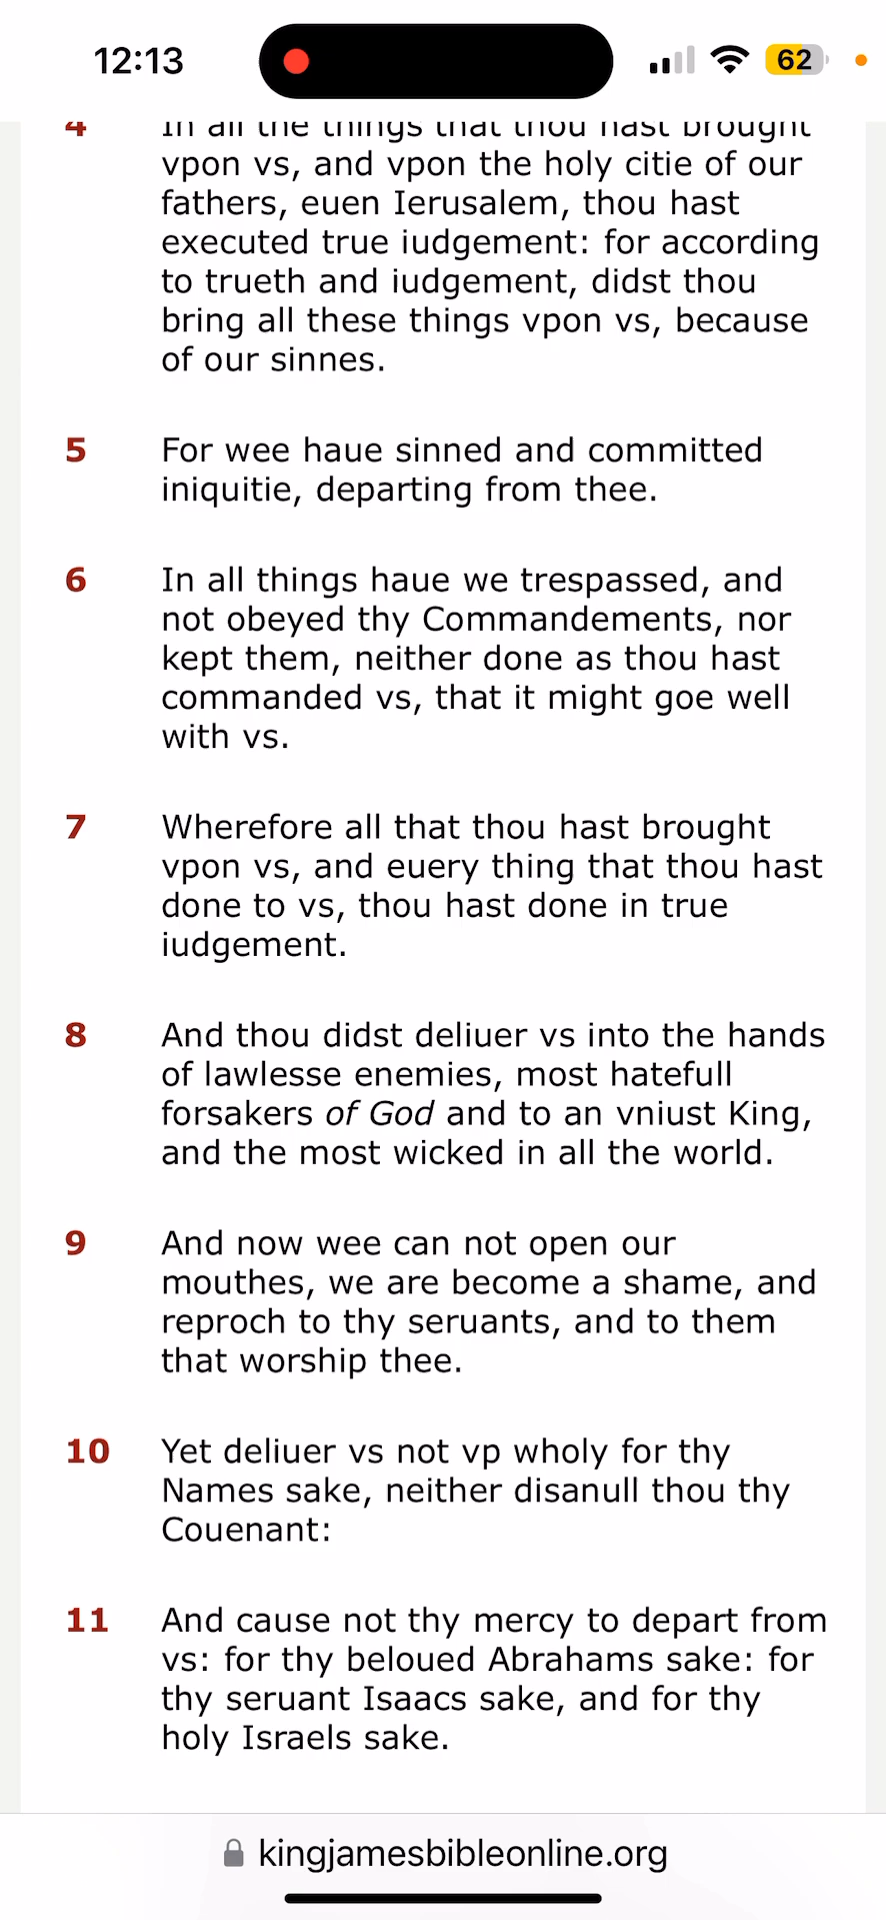 12:13
62
4 In all the things that thou hast brought
vpon vs, and vpon the holy citie of our
fathers, euen Ierusalem, thou hast
executed true iudgement: for according
to trueth and iudgement, didst thou
bring all these things vpon vs, because
of our sinnes.
5 For wee haue sinned and committed
iniquitie, departing from thee.
6 In all things haue we trespassed, and
not obeyed thy Commandements, nor
kept them, neither done as thou hast
commanded vs, that it might goe well
with vs.
7 Wherefore all that thou hast brought
vpon vs, and euery thing that thou hast
done to vs, thou hast done in true
iudgement.
8 And thou didst deliuer vs into the hands
of lawlesse enemies, most hatefull
forsakers of God and to an vniust King,
and the most wicked in all the world.
9 And now wee can not open our
mouthes, we are become a shame, and
reproch to thy seruants, and to them
that worship thee.
10 Yet deliuer vs not vp wholy for thy
Names sake, neither disanull thou thy
Couenant:
11 And cause not thy mercy to depart from
vs: for thy beloued Abrahams sake: for
thy seruant Isaacs sake, and for thy
holy Israels sake.
kingjamesbibleonline.org